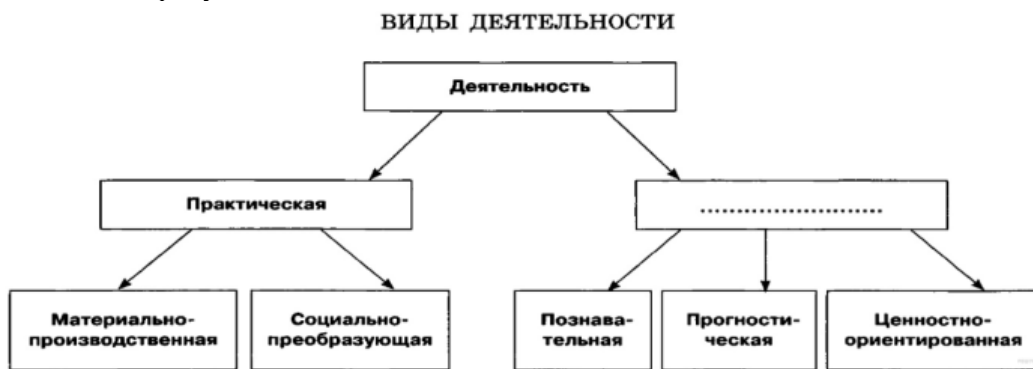 ВИДЫ ДЕЯТЕЛЬНОСТИ
Деятельность
Практическая
..........................
Материально-
производственная
Социально-
преобразующая
Познава-
тельная
Прогности-
ческая
Ценностно-
ориентированная